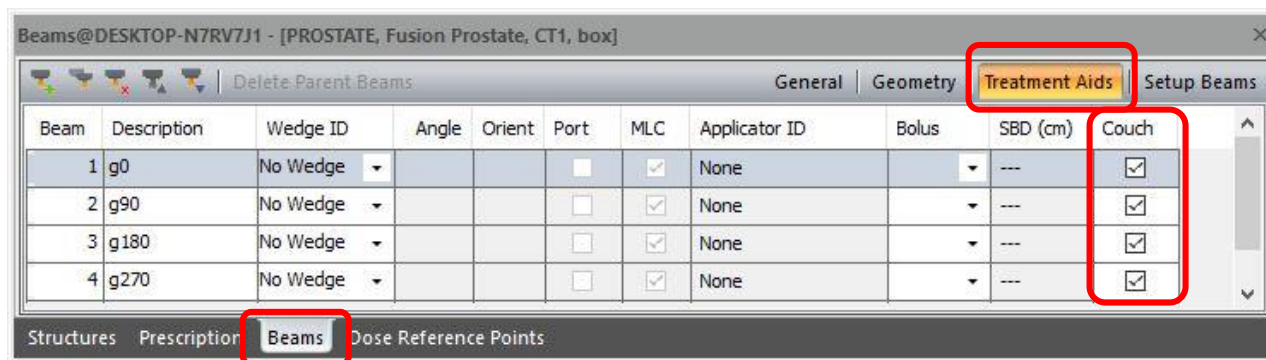 Beams@DESKTOP-N7RV7J1 - [PROSTATE, Fusion Prostate, CT1, box]
Delete Parent Beams General Geometry Treatment Aids Setup Beams
Beam Description Wedge ID Angle Orient Port MLC Applicator ID Bolus SBD (cm) Couch
1 g0 No Wedge None ---
2 g90 No Wedge None ---
3 g180 No Wedge None ---
4 g270 No Wedge None ---
Structures Prescription Beams Dose Reference Points